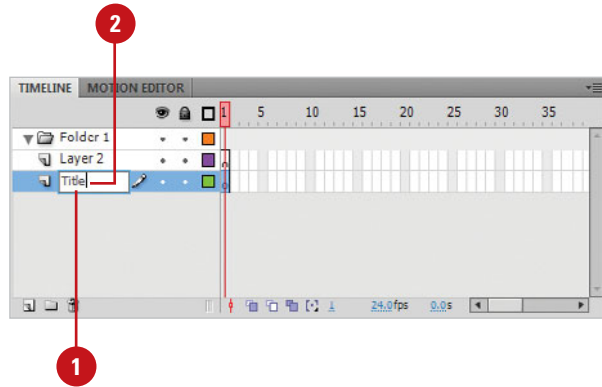 2
TIMELINE MOTION EDITOR
1 5 10 15 20 25 30 35
Folder 1
Layer 2
Title
1 24.0fps 0.0s
1